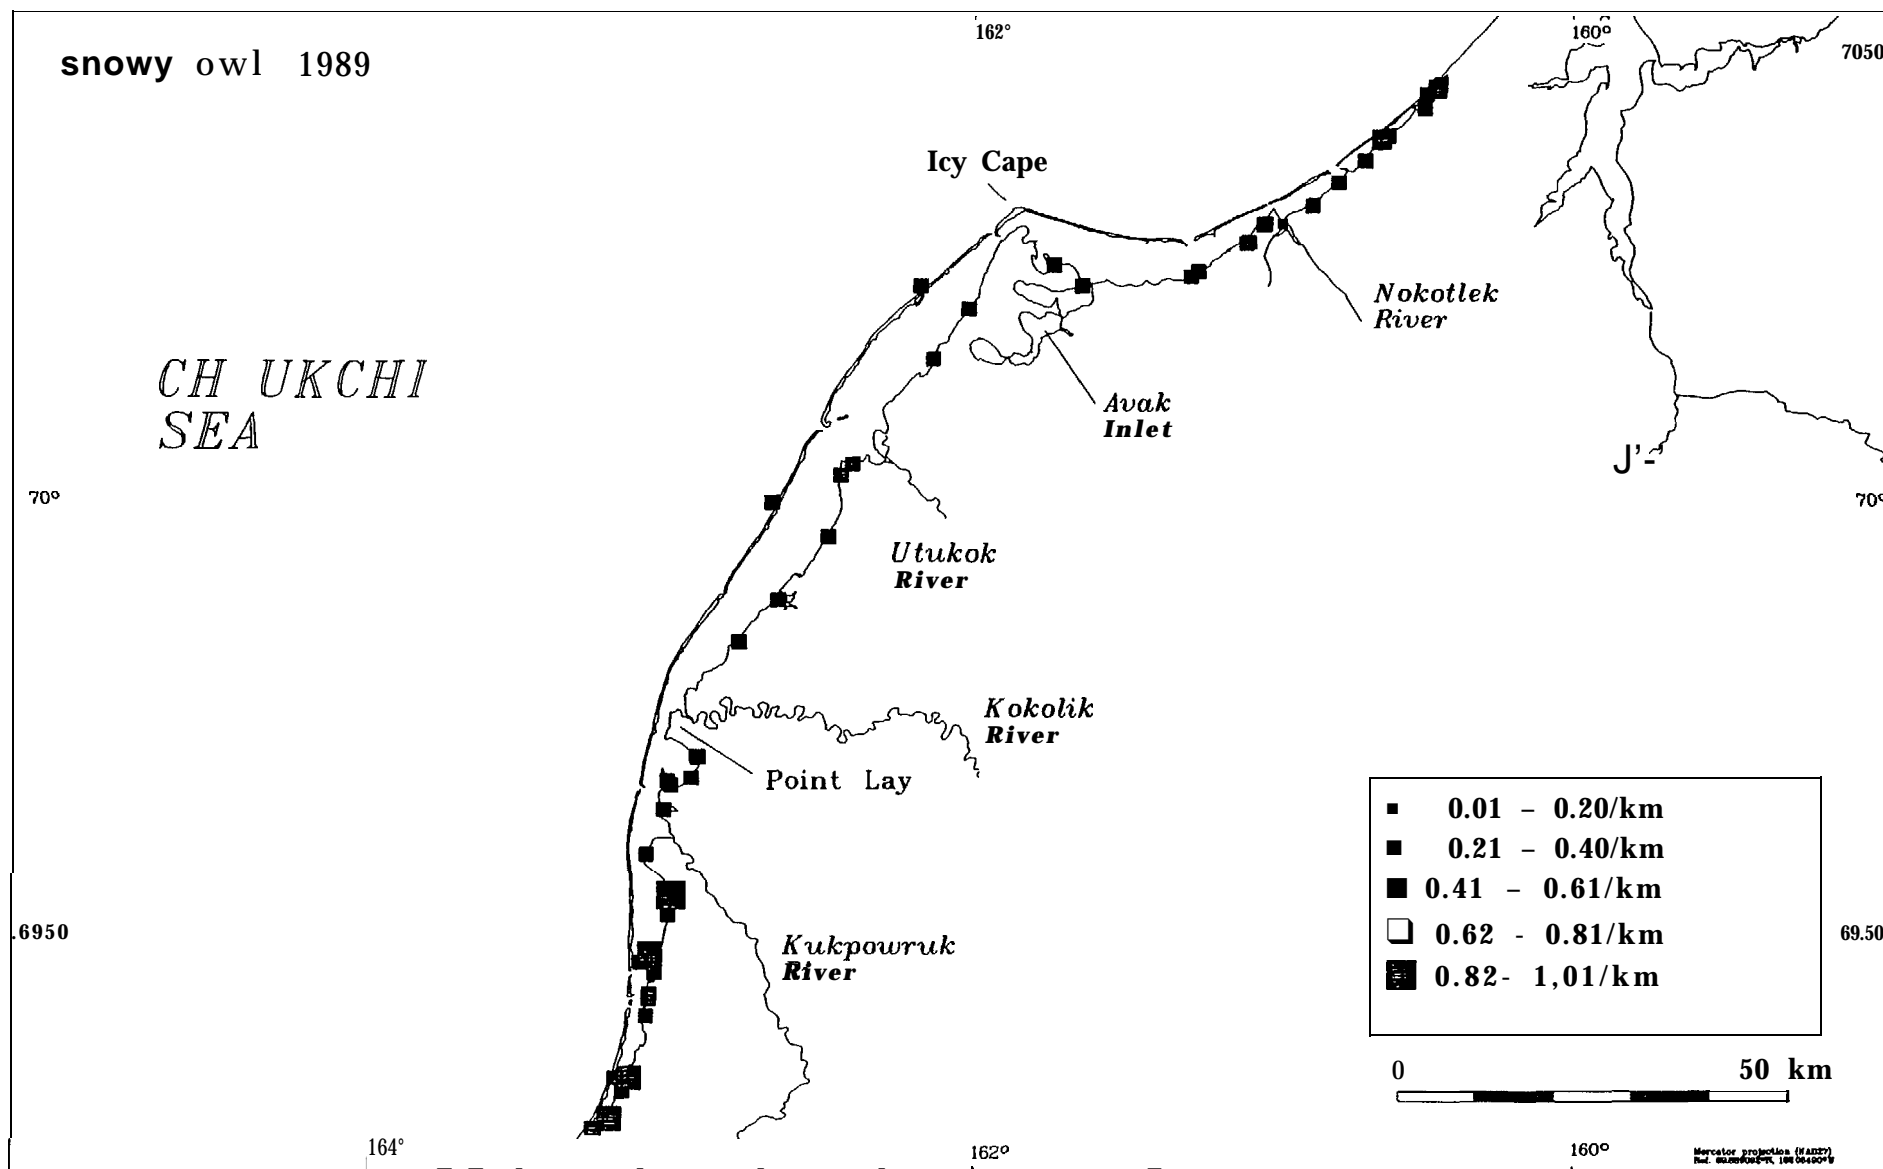 162°
160°
7050
snowy owl 1989
Icy Cape
Nokotlek
River
CH UKCHI
SEA
Avak
Inlet
J'-
70°
70°
Utukok
River
Kokolik
River
Point Lay
0.01 – 0.20/km
0.21 – 0.40/km
0.41 – 0.61/km
0.62 - 0.81/km
0.82- 1,01/km
.6950
69.50
Kukpowruk
River
0 50 km
164°
162°
160°
Mercator projection (NAD27)